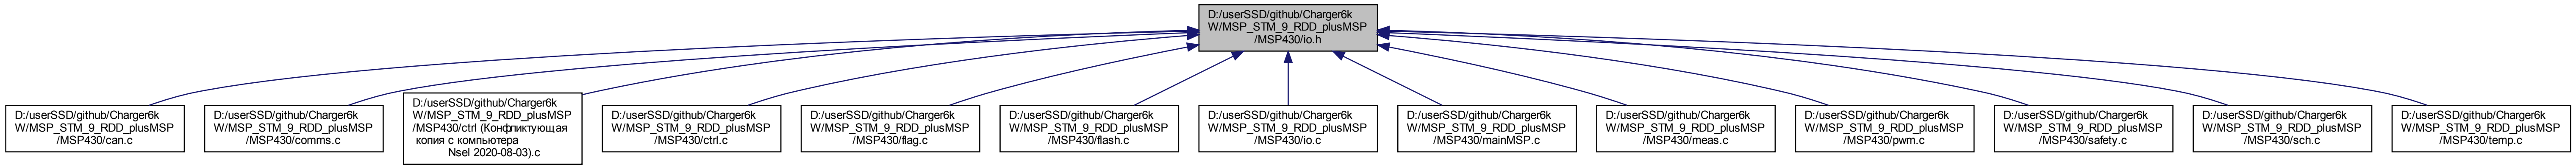 D:/userSSD/github/Charger6k
W/MSP_STM_9_RDD_plusMSP
/MSP430/io.h
D:/userSSD/github/Charger6k
W/MSP_STM_9_RDD_plusMSP
/MSP430/can.c
D:/userSSD/github/Charger6k
W/MSP_STM_9_RDD_plusMSP
/MSP430/comms.c
D:/userSSD/github/Charger6k
W/MSP_STM_9_RDD_plusMSP
/MSP430/ctrl (Конфликтующая
копия с компьютера
Nsel 2020-08-03).c
D:/userSSD/github/Charger6k
W/MSP_STM_9_RDD_plusMSP
/MSP430/ctrl.c
D:/userSSD/github/Charger6k
W/MSP_STM_9_RDD_plusMSP
/MSP430/flag.c
D:/userSSD/github/Charger6k
W/MSP_STM_9_RDD_plusMSP
/MSP430/flash.c
D:/userSSD/github/Charger6k
W/MSP_STM_9_RDD_plusMSP
/MSP430/io.c
D:/userSSD/github/Charger6k
W/MSP_STM_9_RDD_plusMSP
/MSP430/mainMSP.c
D:/userSSD/github/Charger6k
W/MSP_STM_9_RDD_plusMSP
/MSP430/meas.c
D:/userSSD/github/Charger6k
W/MSP_STM_9_RDD_plusMSP
/MSP430/pwm.c
D:/userSSD/github/Charger6k
W/MSP_STM_9_RDD_plusMSP
/MSP430/safety.c
D:/userSSD/github/Charger6k
W/MSP_STM_9_RDD_plusMSP
/MSP430/sch.c
D:/userSSD/github/Charger6k
W/MSP_STM_9_RDD_plusMSP
/MSP430/temp.c